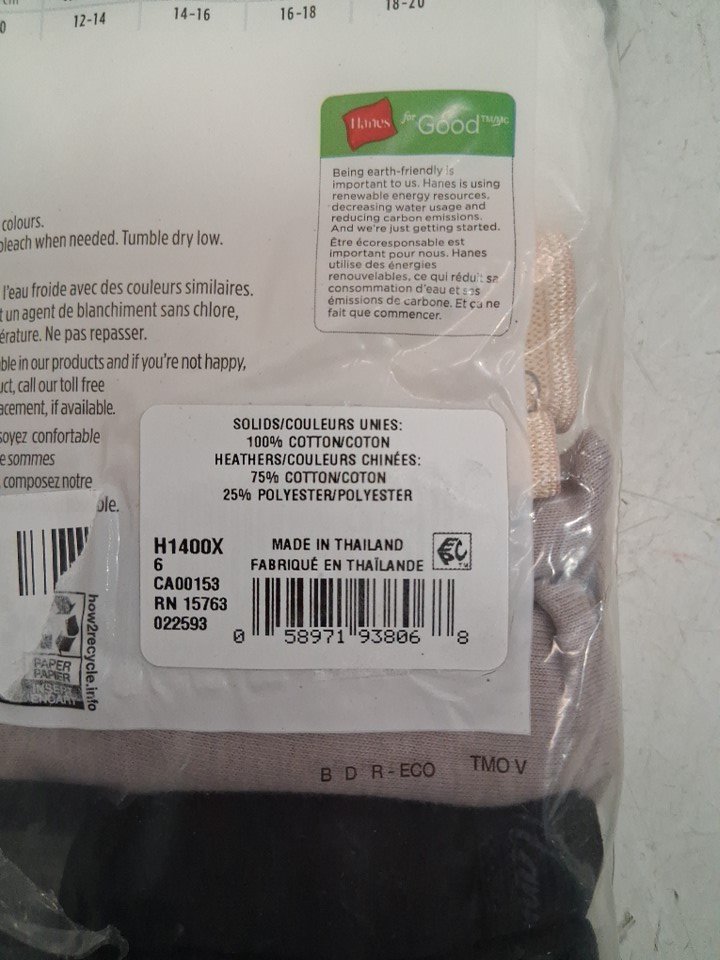 12-14 14-16 16-18 18-20
Hanes for Good TM/MC
Being earth-friendly is
important to us. Hanes is using
renewable energy resources,
decreasing water usage and
reducing carbon emissions.
And we're just getting started.
Être écoresponsable est
important pour nous. Hanes
utilise des énergies
renouvelables, ce qui réduit sa
consommation d'eau et ses
émissions de carbone. Et ça ne
fait que commencer.
colours.
bleach when needed. Tumble dry low.
l'eau froide avec des couleurs similaires.
un agent de blanchiment sans chlore,
érature. Ne pas repasser.
ble in our products and if you're not happy,
uct, call our toll free
acement, if available.
soyez confortable
e sommes
composez notre
ble.
SOLIDS/COULEURS UNIES:
100% COTTON/COTON
HEATHERS/COULEURS CHINÉES:
75% COTTON/COTON
25% POLYESTER/POLYESTER
H1400X
6
CA00153
RN 15763
022593
MADE IN THAILAND
FABRIQUÉ EN THAÏLANDE
0 58971 93806 8
how2recycle.info
PAPER
PAPIER
INSERT
ENCART
B D R-ECO TMO V